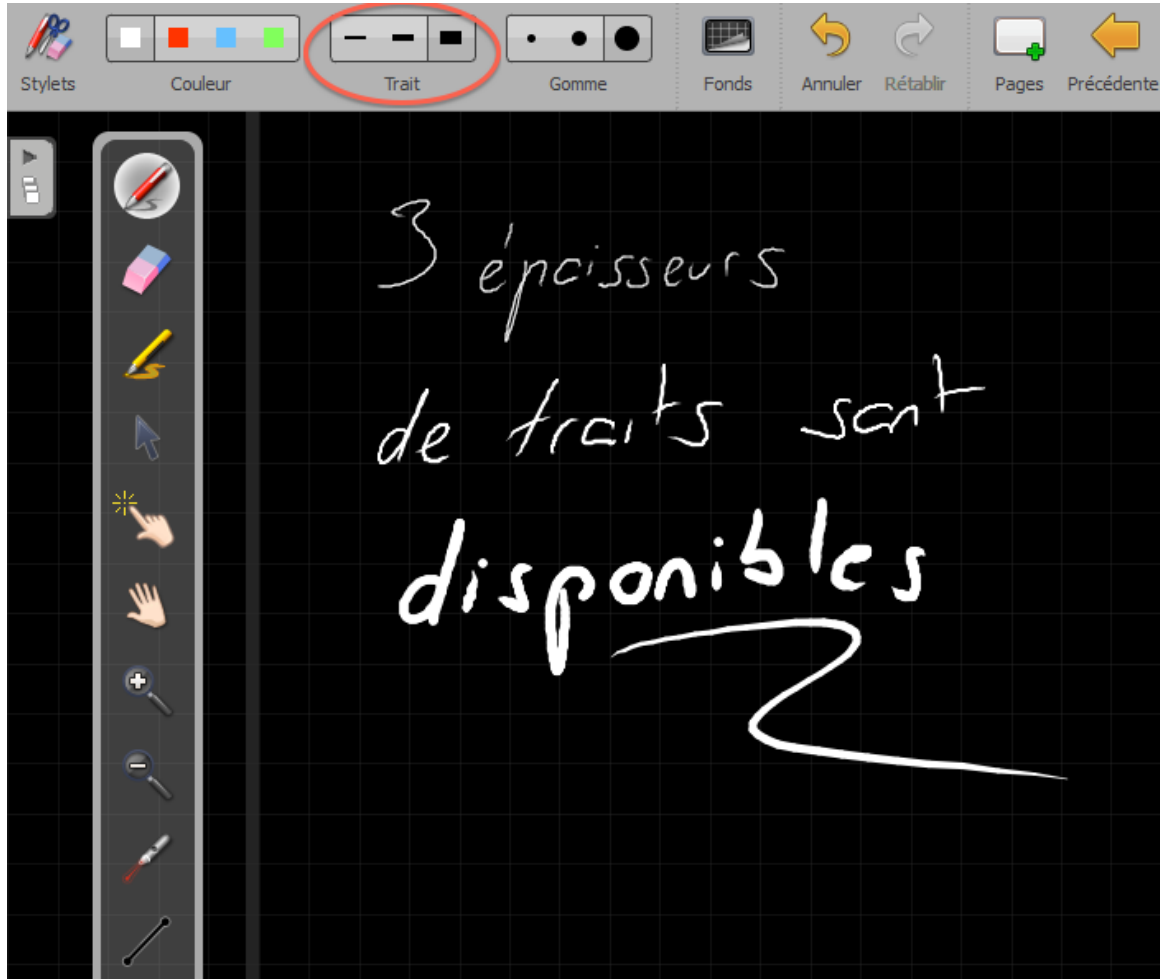 Stylets Couleur Trait Gomme Fonds Annuler Rétablir Pages Précédente
3 épaisseurs
de traits sont
disponibles